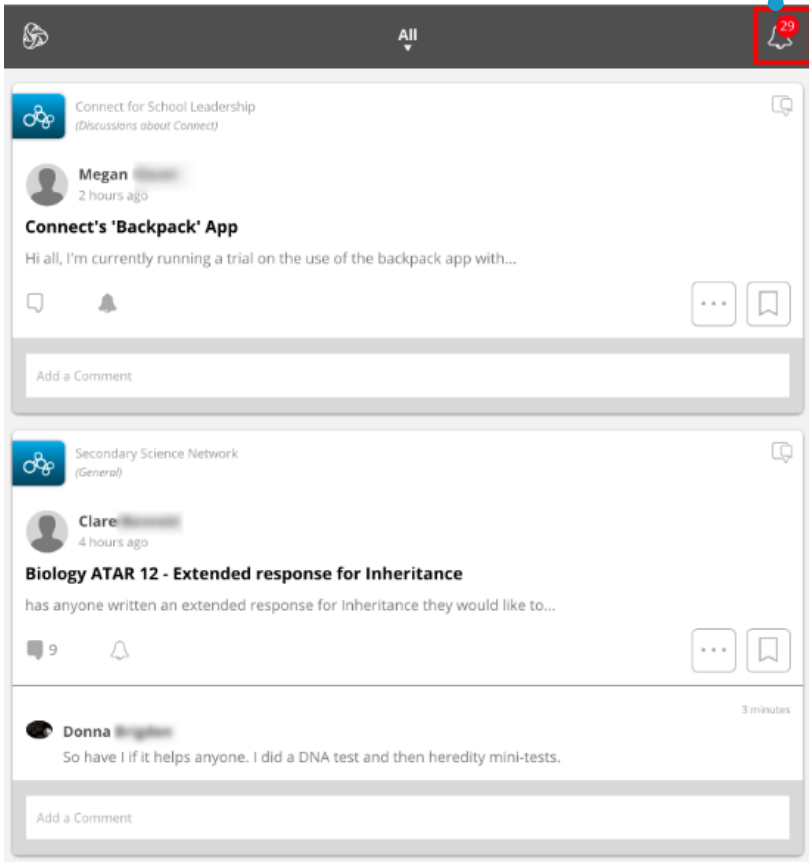 All
29
Connect for School Leadership
(Discussions about Connect)
Megan
2 hours ago
Connect's 'Backpack' App
Hi all, I'm currently running a trial on the use of the backpack app with...
Add a Comment
Secondary Science Network
(General)
Clare
4 hours ago
Biology ATAR 12 - Extended response for Inheritance
has anyone written an extended response for Inheritance they would like to...
9
3 minutes
Donna
So have I if it helps anyone. I did a DNA test and then heredity mini-tests.
Add a Comment